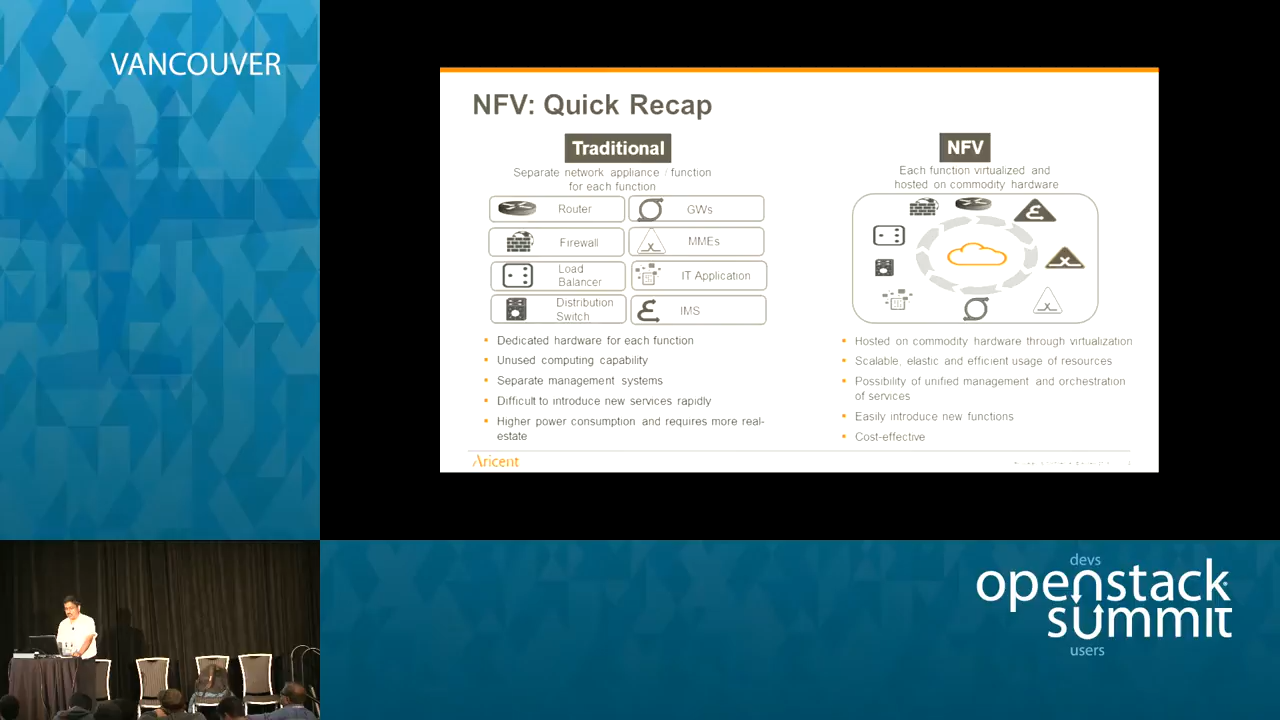 VANCOUVER
NFV: Quick Recap
Traditional
Separate network appliance / function
for each function
Router
GWs
Firewall
MMEs
Load
Balancer
IT Application
Distribution
Switch
IMS
Dedicated hardware for each function
Unused computing capability
Separate management systems
Difficult to introduce new services rapidly
Higher power consumption and requires more real-
estate
NFV
Each function virtualized and
hosted on commodity hardware
Hosted on commodity hardware through virtualization
Scalable, elastic and efficient usage of resources
Possibility of unified management and orchestration
of services
Easily introduce new functions
Cost-effective
Aricent
devs
openstack
summit
users